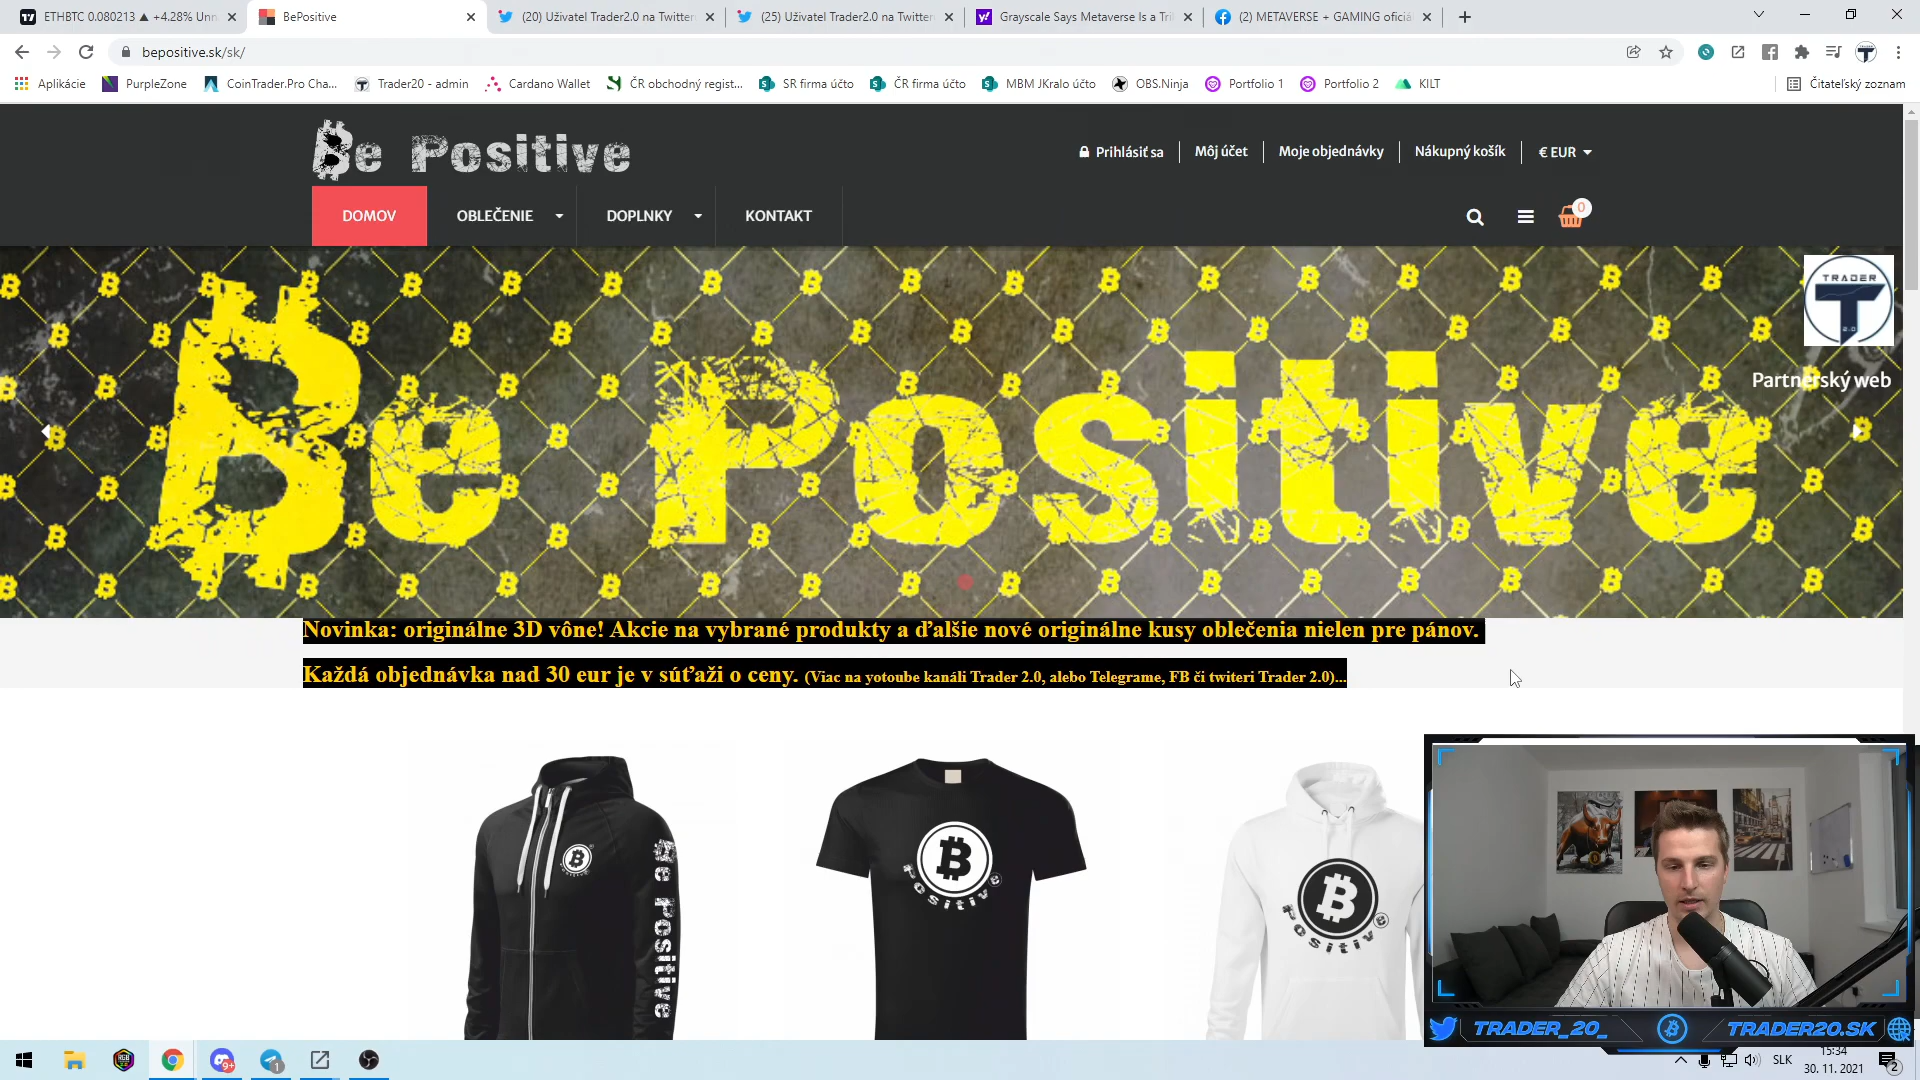 ETHBTC 0.080213 ▲ +4.28% Unn
BePositive
(20) Užívateľ Trader2.0 na Twitter
(25) Užívateľ Trader2.0 na Twitter
Grayscale Says Metaverse Is a Tri
(2) METAVERSE + GAMING oficiá
bepositive.sk/sk/
Aplikácie
PurpleZone
CoinTrader.Pro Cha...
Trader20 - admin
Cardano Wallet
ČR obchodný regist...
SR firma účto
ČR firma účto
MBM JKralo účto
OBS.Ninja
Portfolio 1
Portfolio 2
KILT
Čitateľský zoznam
Be Positive
Prihlásiť sa
Môj účet
Moje objednávky
Nákupný košík
€ EUR
DOMOV
OBLEČENIE
DOPLNKY
KONTAKT
0
TRADER
T
2.0
Partnerský web
Be Positive
Novinka: originálne 3D vône! Akcie na vybrané produkty a ďalšie nové originálne kusy oblečenia nielen pre pánov.
Každá objednávka nad 30 eur je v súťaži o ceny. (Viac na yotoube kanáli Trader 2.0, alebo Telegrame, FB či twiteri Trader 2.0)...
Be Positive
Positive
Positive
TRADER_20_
TRADER20.SK
9+
1
SLK
15:34
30. 11. 2021
2